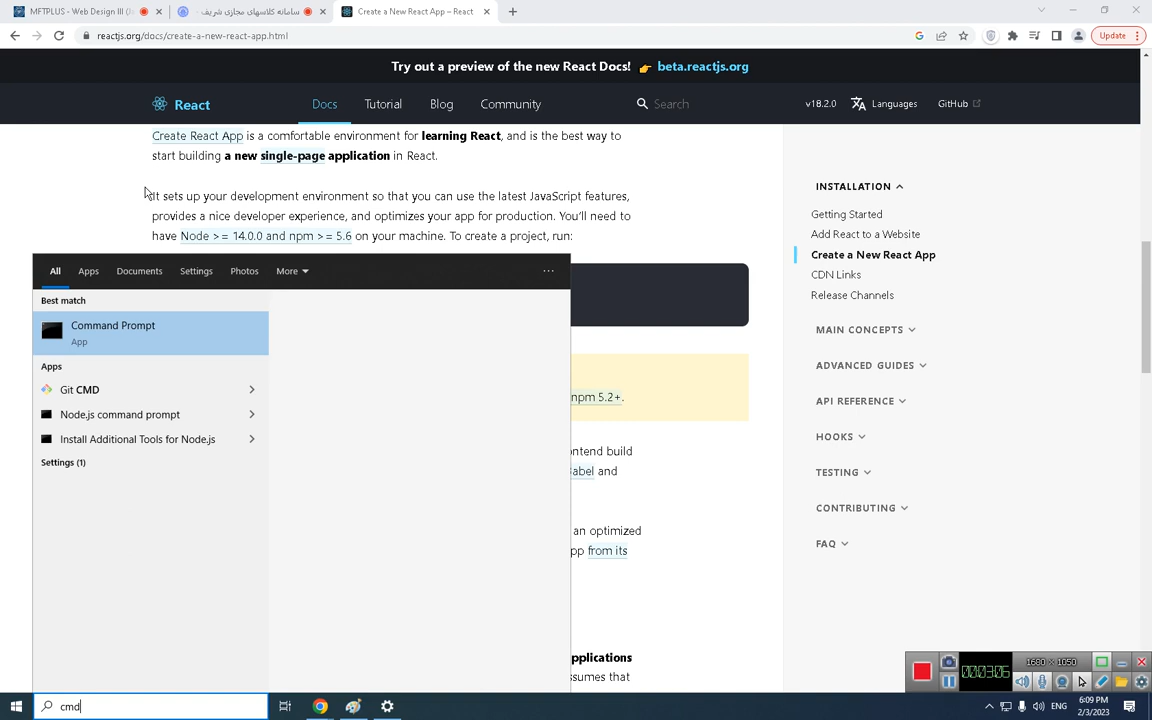 MFTPLUS - Web Design III (Ja
سامانه کلاسهای مجازی شریف
Create a New React App – React
reactjs.org/docs/create-a-new-react-app.html
Update
Try out a preview of the new React Docs! 👉 beta.reactjs.org
React
Docs
Tutorial
Blog
Community
Search
v18.2.0
Languages
GitHub
Create React App is a comfortable environment for learning React, and is the best way to
start building a new single-page application in React.
It sets up your development environment so that you can use the latest JavaScript features,
provides a nice developer experience, and optimizes your app for production. You'll need to
have Node >= 14.0.0 and npm >= 5.6 on your machine. To create a project, run:
INSTALLATION
Getting Started
Add React to a Website
Create a New React App
CDN Links
Release Channels
MAIN CONCEPTS
ADVANCED GUIDES
API REFERENCE
HOOKS
TESTING
CONTRIBUTING
FAQ
All
Apps
Documents
Settings
Photos
More
Best match
Command Prompt
App
Apps
Git CMD
Node.js command prompt
Install Additional Tools for Node.js
Settings (1)
npm 5.2+.
ontend build
abel and
an optimized
pp from its
pplications
ssumes that
1680 × 1050
000306
cmd
ENG
6:09 PM
2/3/2023